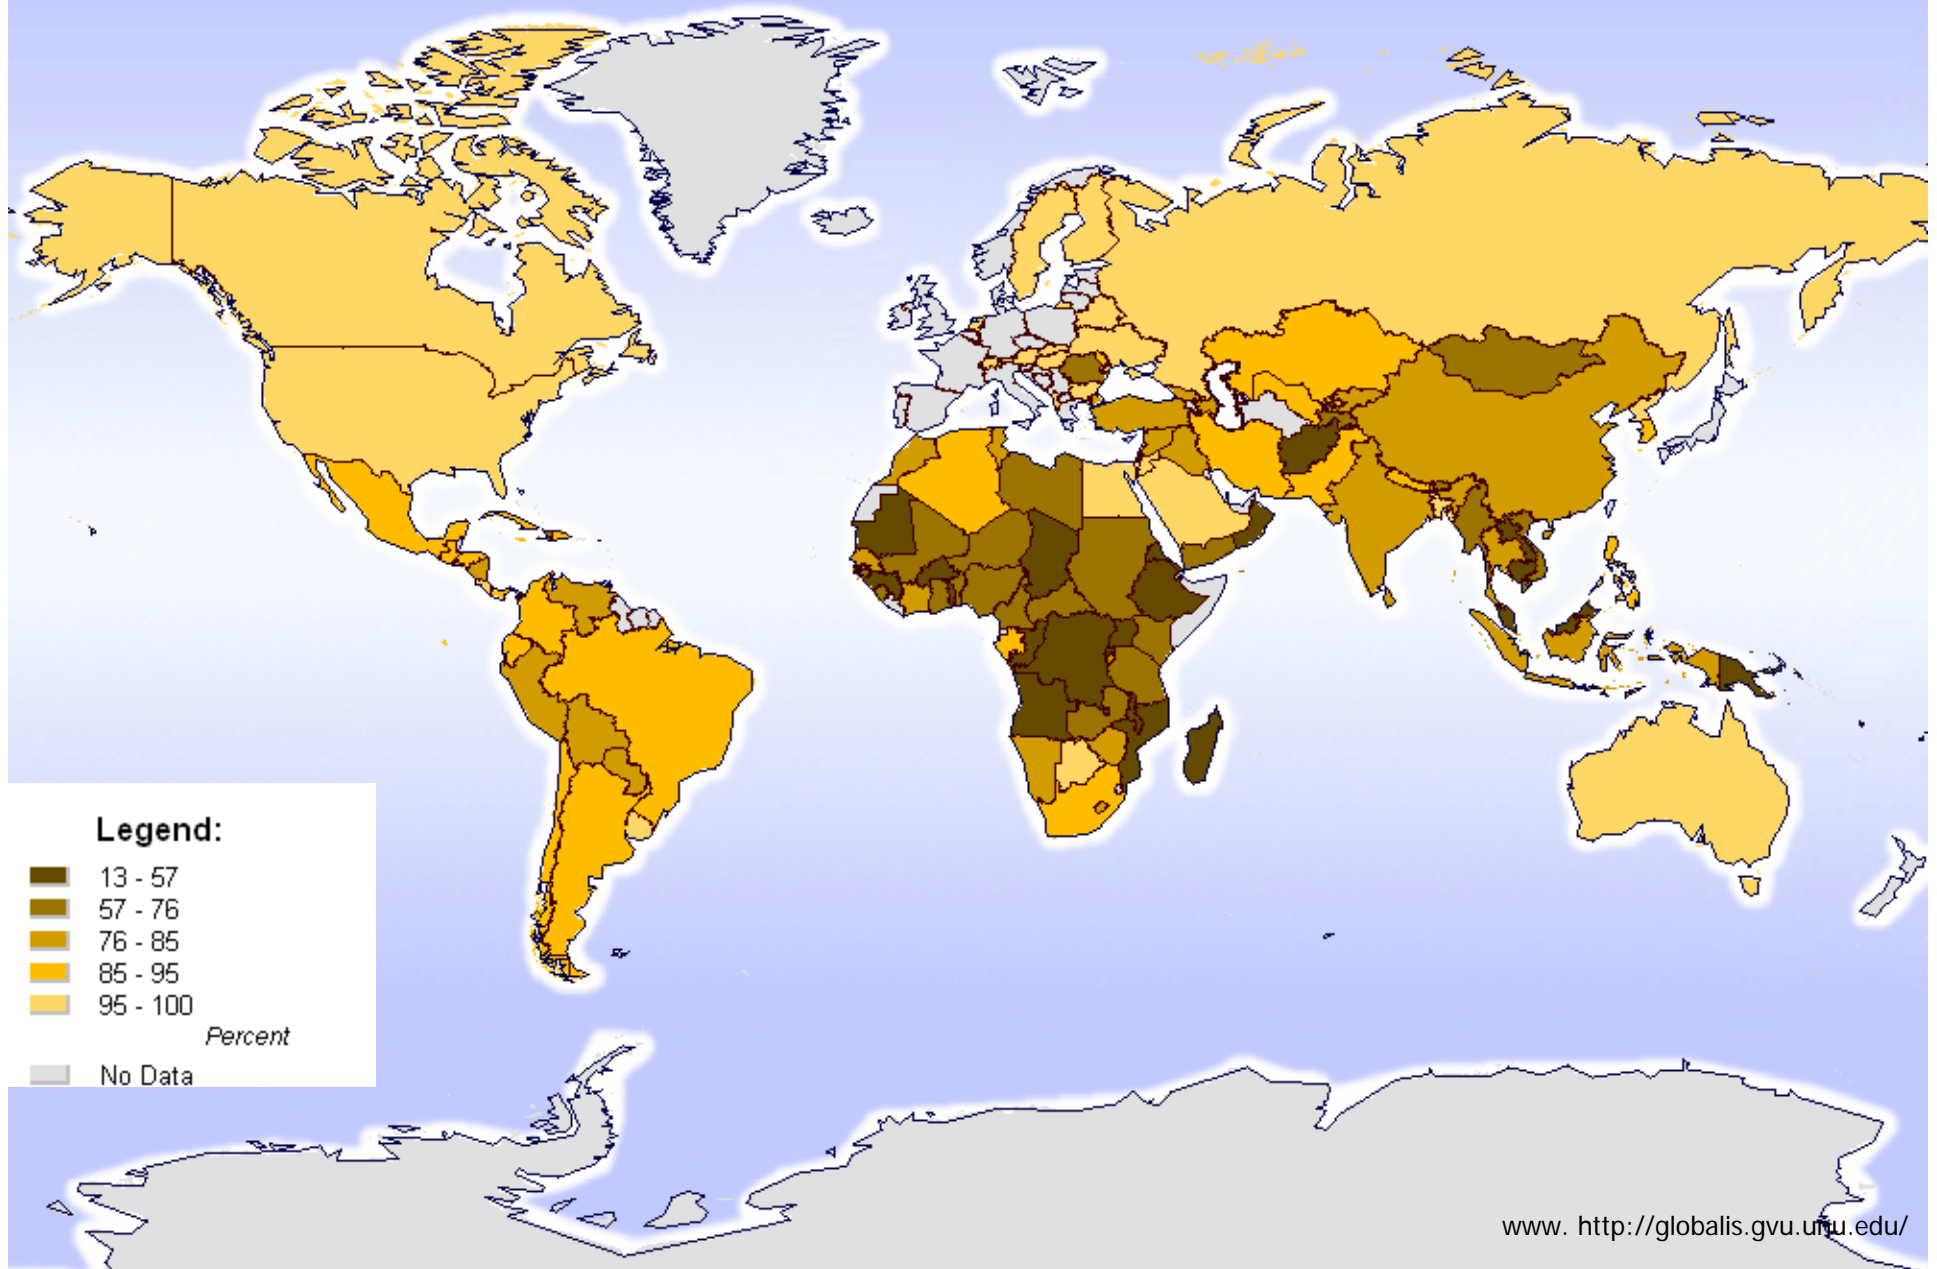 Legend:
13 - 57
57 - 76
76 - 85
85 - 95
95 - 100
Percent
No Data
www. http://globalis.gvu.unu.edu/